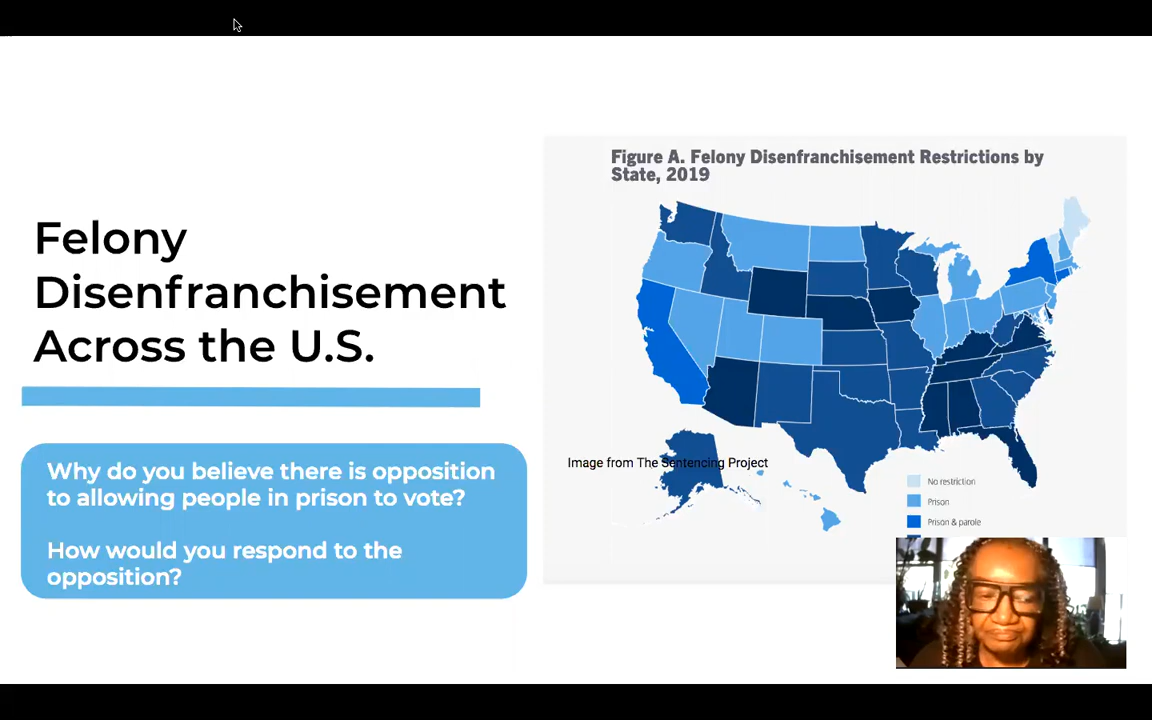 Felony
Disenfranchisement
Across the U.S.
Why do you believe there is opposition
to allowing people in prison to vote?
How would you respond to the
opposition?
Figure A. Felony Disenfranchisement Restrictions by
State, 2019
Image from The Sentencing Project
No restriction
Prison
Prison & parole